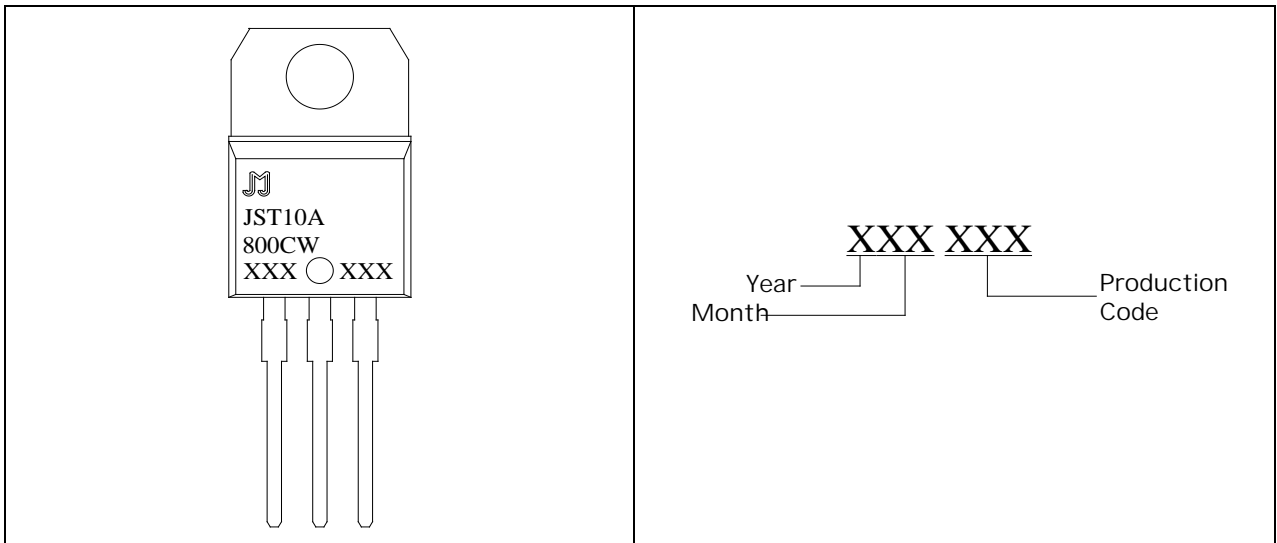 JST10A
800CW
XXX XXX
XXX XXX
Year
Month
Production
Code